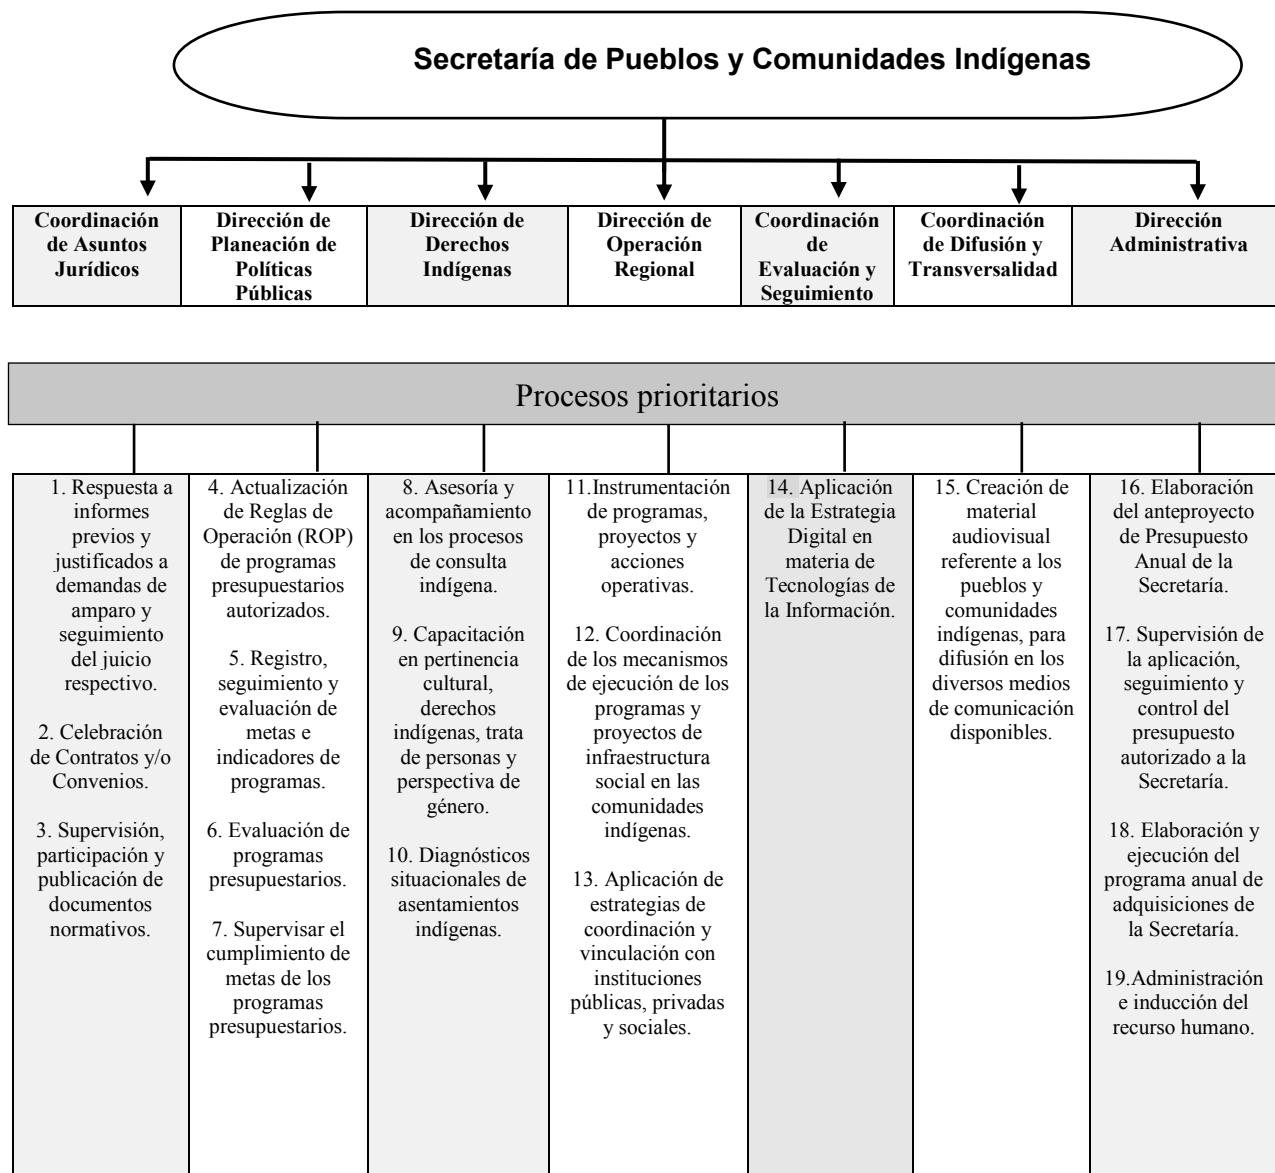 Secretaría de Pueblos y Comunidades Indígenas
Coordinación
de Asuntos
Jurídicos
Dirección de
Planeación de
Políticas
Públicas
Dirección de
Derechos
Indígenas
Dirección de
Operación
Regional
Coordinación
de
Evaluación y
Seguimiento
Coordinación
de Difusión y
Transversalidad
Dirección
Administrativa
Procesos prioritarios
1. Respuesta a
informes
previos y
justificados a
demandas de
amparo y
seguimiento
del juicio
respectivo.
2. Celebración
de Contratos y/o
Convenios.
3. Supervisión,
participación y
publicación de
documentos
normativos.
4. Actualización
de Reglas de
Operación (ROP)
de programas
presupuestarios
autorizados.
5. Registro,
seguimiento y
evaluación de
metas e
indicadores de
programas.
6. Evaluación de
programas
presupuestarios.
7. Supervisar el
cumplimiento de
metas de los
programas
presupuestarios.
8. Asesoría y
acompañamiento
en los procesos
de consulta
indígena.
9. Capacitación
en pertinencia
cultural,
derechos
indígenas, trata
de personas y
perspectiva de
género.
10. Diagnósticos
situacionales de
asentamientos
indígenas.
11.Instrumentación
de programas,
proyectos y
acciones
operativas.
12. Coordinación
de los mecanismos
de ejecución de los
programas y
proyectos de
infraestructura
social en las
comunidades
indígenas.
13. Aplicación de
estrategias de
coordinación y
vinculación con
instituciones
públicas, privadas
y sociales.
14. Aplicación
de la Estrategia
Digital en
materia de
Tecnologías de
la Información.
15. Creación de
material
audiovisual
referente a los
pueblos y
comunidades
indígenas, para
difusión en los
diversos medios
de comunicación
disponibles.
16. Elaboración
del anteproyecto
de Presupuesto
Anual de la
Secretaría.
17. Supervisión de
la aplicación,
seguimiento y
control del
presupuesto
autorizado a la
Secretaría.
18. Elaboración y
ejecución del
programa anual de
adquisiciones de
la Secretaría.
19.Administración
e inducción del
recurso humano.